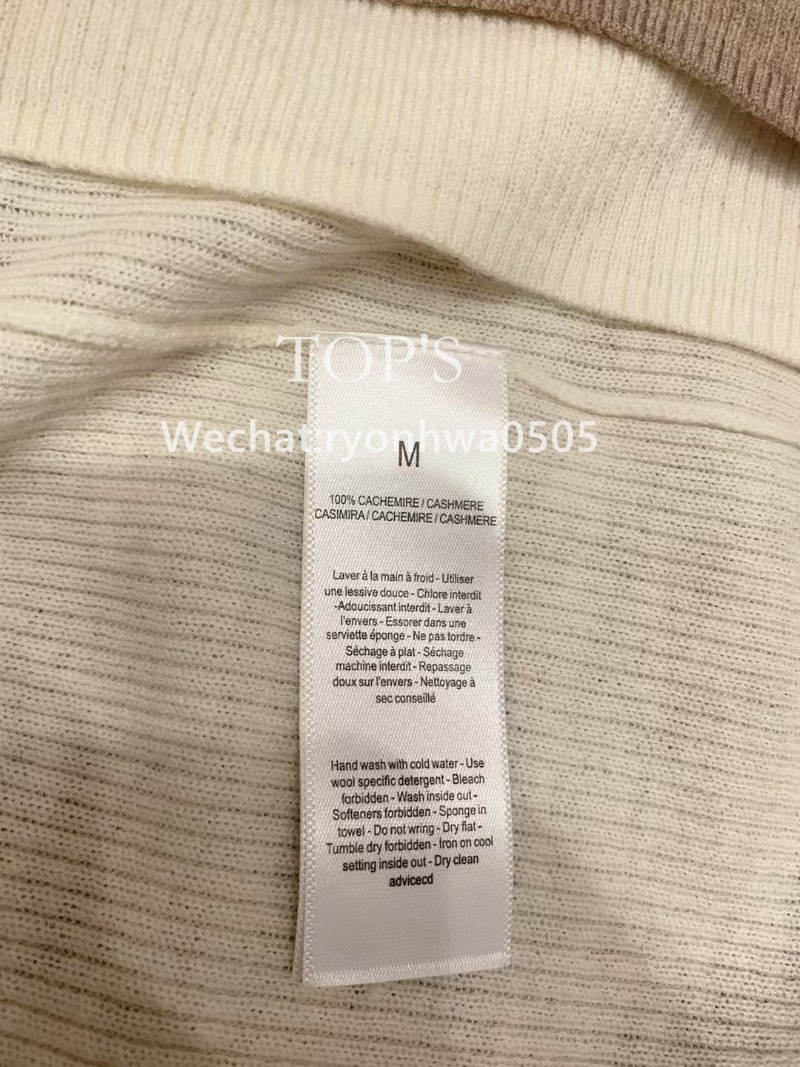 TOP'S
Wechat:ryonhwa0505
M
100% CACHEMIRE / CASHMERE
CASIMIRA / CACHEMIRE / CASHMERE
Laver à la main à froid - Utiliser
une lessive douce - Chlore interdit
-Adoucissant interdit - Laver à
l'envers - Essorer dans une
serviette éponge - Ne pas tordre -
Séchage à plat - Séchage
machine interdit - Repassage
doux sur l'envers - Nettoyage à
sec conseillé
Hand wash with cold water - Use
wool specific detergent - Bleach
forbidden - Wash inside out -
Softeners forbidden - Sponge in
towel - Do not wring - Dry flat -
Tumble dry forbidden - Iron on cool
setting inside out - Dry clean
advicecd